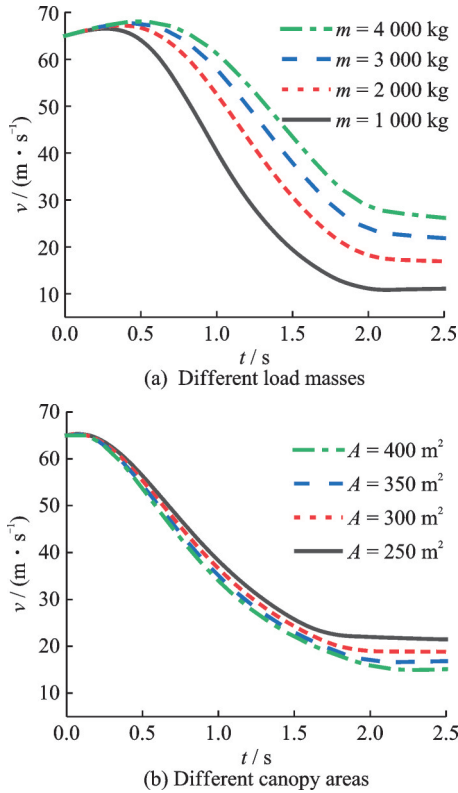 70
60
50
40
30
20
10
v / (m · s⁻¹)
m = 4 000 kg
m = 3 000 kg
m = 2 000 kg
m = 1 000 kg
0.0 0.5 1.0 1.5 2.0 2.5
t / s
(a) Different load masses
70
60
50
40
30
20
10
v / (m · s⁻¹)
A = 400 m²
A = 350 m²
A = 300 m²
A = 250 m²
0.0 0.5 1.0 1.5 2.0 2.5
t / s
(b) Different canopy areas